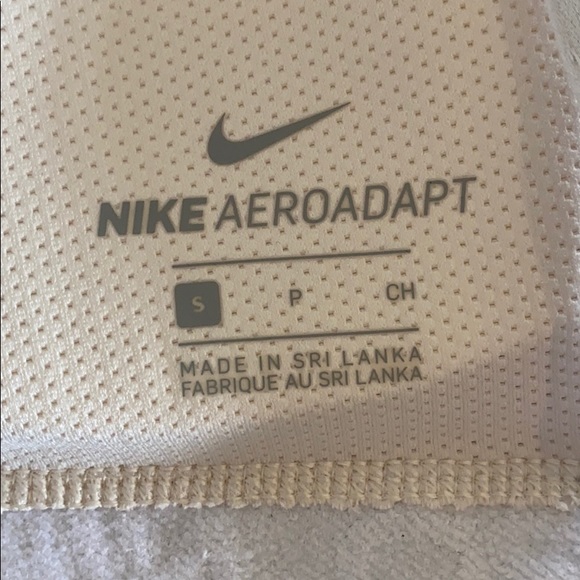 NIKE AEROADAPT
S P CH
MADE IN SRI LANKA
FABRIQUE AU SRI LANKA